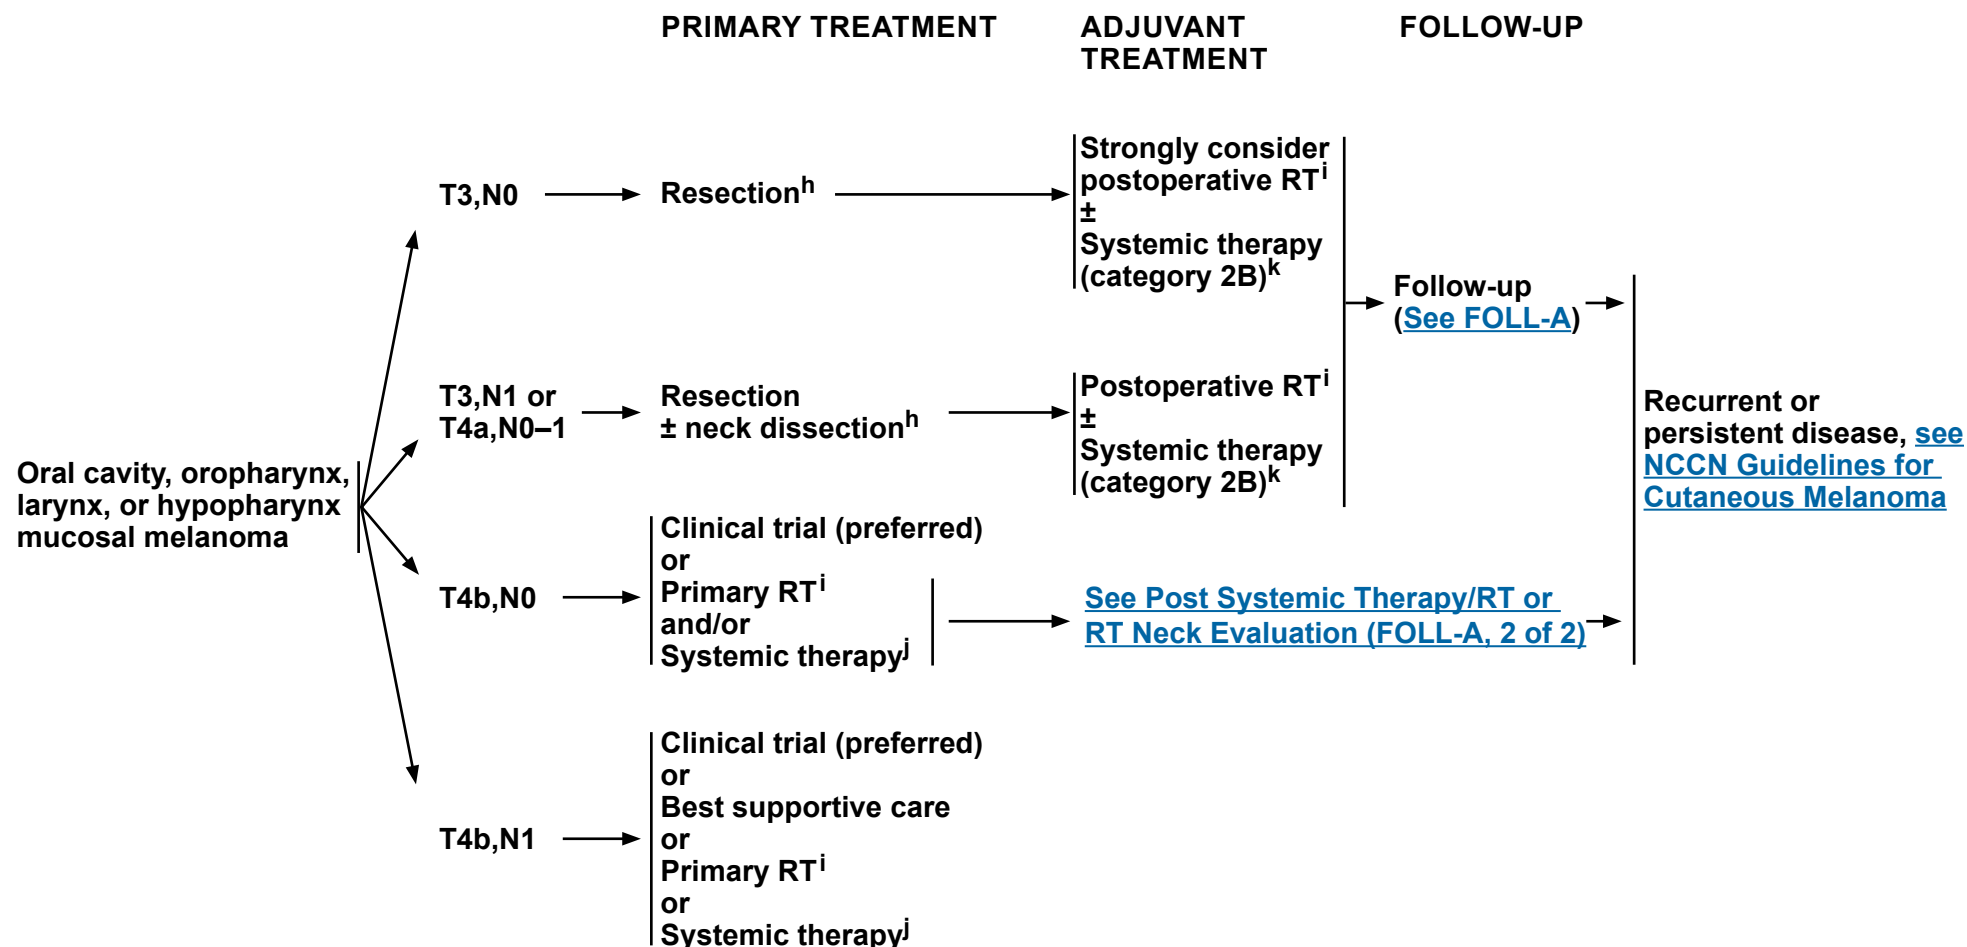 PRIMARY TREATMENT
ADJUVANT
TREATMENT
FOLLOW-UP
Oral cavity, oropharynx,
larynx, or hypopharynx
mucosal melanoma
T3,N0
Resectionʰ
Strongly consider
postoperative RTⁱ
±
Systemic therapy
(category 2B)ᵏ
T3,N1 or
T4a,N0–1
Resection
± neck dissectionʰ
Postoperative RTⁱ
±
Systemic therapy
(category 2B)ᵏ
Follow-up
(See FOLL-A)
T4b,N0
Clinical trial (preferred)
or
Primary RTⁱ
and/or
Systemic therapyʲ
See Post Systemic Therapy/RT or
RT Neck Evaluation (FOLL-A, 2 of 2)
Recurrent or
persistent disease, see
NCCN Guidelines for
Cutaneous Melanoma
T4b,N1
Clinical trial (preferred)
or
Best supportive care
or
Primary RTⁱ
or
Systemic therapyʲ